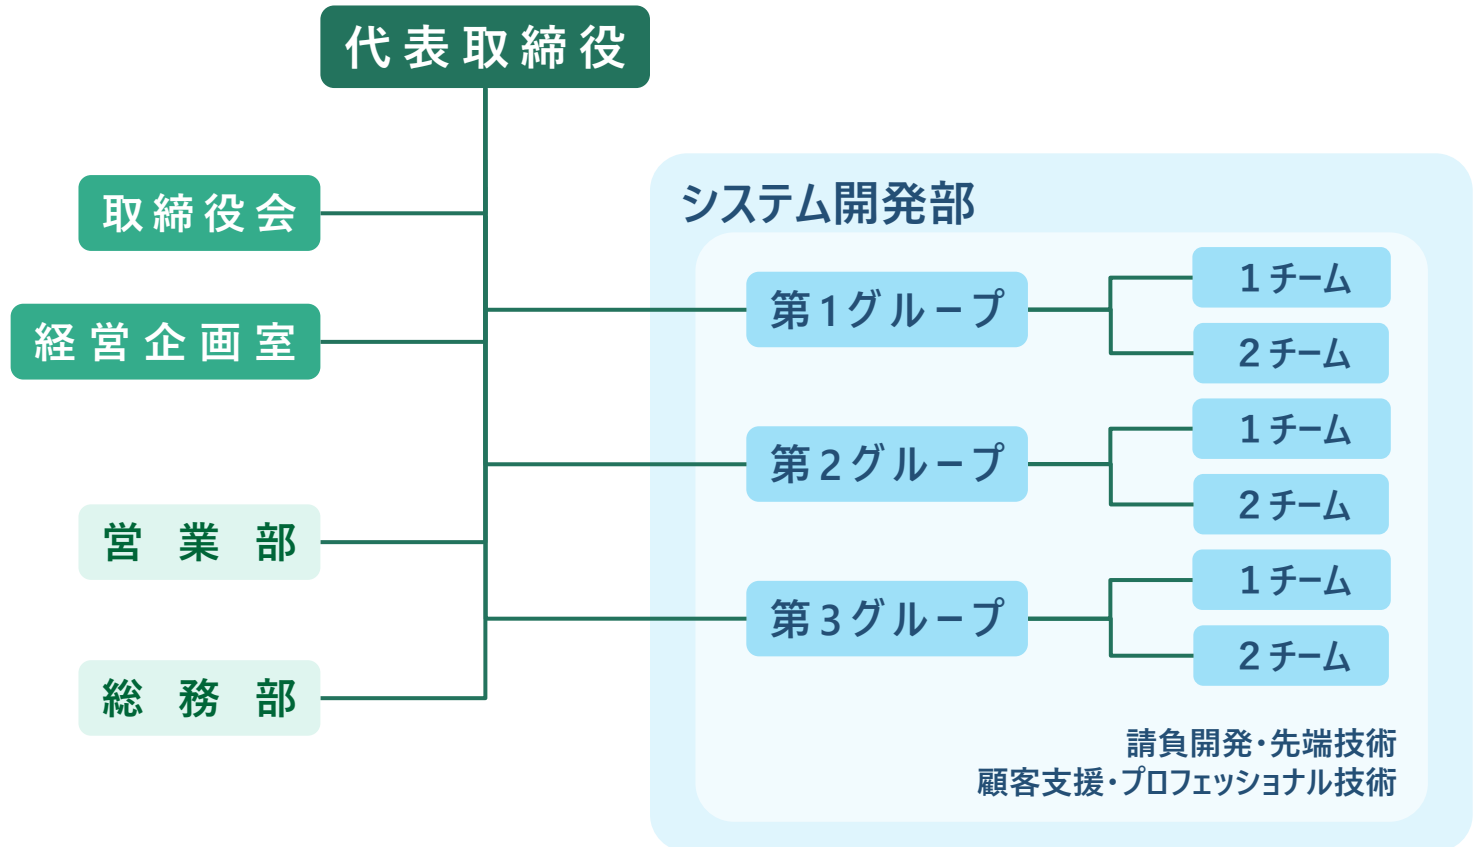 代表取締役
取締役会
経営企画室
営業部
総務部
システム開発部
第1グループ
1チーム
2チーム
第2グループ
1チーム
2チーム
第3グループ
1チーム
2チーム
請負開発・先端技術
顧客支援・プロフェッショナル技術